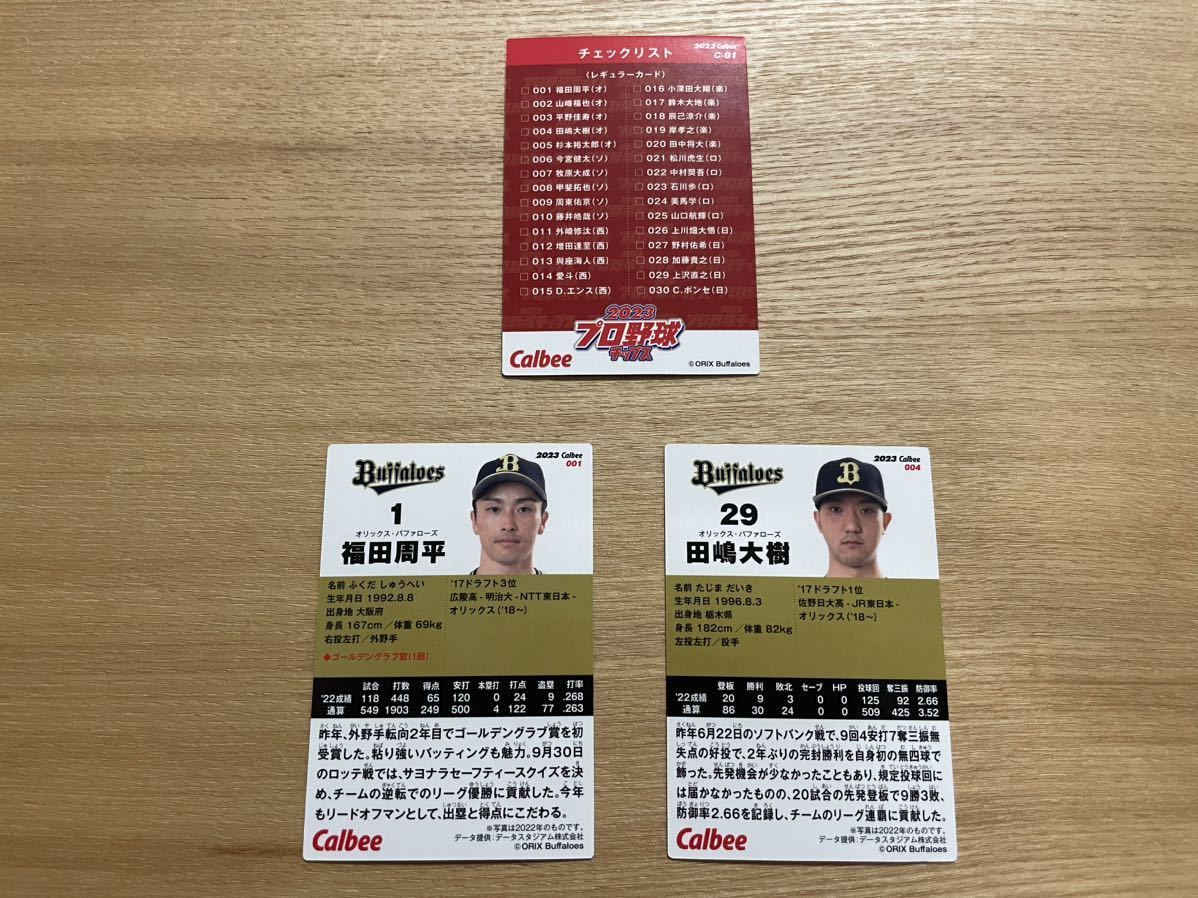 チェックリスト
2023 Calbee
C-01
〈レギュラーカード〉
□ 001 福田周平(オ)
□ 002 山﨑福也(オ)
□ 003 平野佳寿(オ)
□ 004 田嶋大樹(オ)
□ 005 杉本裕太郎(オ)
□ 006 今宮健太(ソ)
□ 007 牧原大成(ソ)
□ 008 甲斐拓也(ソ)
□ 009 周東佑京(ソ)
□ 010 藤井皓哉(ソ)
□ 011 外崎修汰(西)
□ 012 増田達至(西)
□ 013 與座海人(西)
□ 014 愛斗(西)
□ 015 D.エンス(西)
□ 016 小深田大翔(楽)
□ 017 鈴木大地(楽)
□ 018 辰己涼介(楽)
□ 019 岸孝之(楽)
□ 020 田中将大(楽)
□ 021 松川虎生(ロ)
□ 022 中村奨吾(ロ)
□ 023 石川歩(ロ)
□ 024 美馬学(ロ)
□ 025 山口航輝(ロ)
□ 026 上川畑大悟(日)
□ 027 野村佑希(日)
□ 028 加藤貴之(日)
□ 029 上沢直之(日)
□ 030 C.ポンセ(日)
2023
プロ野球
チップス
Calbee
©ORIX Buffaloes
Buffaloes
2023 Calbee
001
1
オリックス・バファローズ
福田周平
名前 ふくだ しゅうへい
生年月日 1992.8.8
出身地 大阪府
身長 167cm／体重 69kg
右投左打／外野手
◆ゴールデングラブ賞(1回)
'17ドラフト3位
広陵高-明治大-NTT東日本-
オリックス('18〜)
試合 打数 得点 安打 本塁打 打点 盗塁 打率
'22成績 118 448 65 120 0 24 9 .268
通算 549 1903 249 500 4 122 77 .263
昨年、外野手転向2年目でゴールデングラブ賞を初
受賞した。粘り強いバッティングも魅力。9月30日
のロッテ戦では、サヨナラセーフティースクイズを決
め、チームの逆転でのリーグ優勝に貢献した。今年
もリードオフマンとして、出塁と得点にこだわる。
※写真は2022年のものです。
データ提供：データスタジアム株式会社
Calbee
©ORIX Buffaloes
Buffaloes
2023 Calbee
004
29
オリックス・バファローズ
田嶋大樹
名前 たじま だいき
生年月日 1996.8.3
出身地 栃木県
身長 182cm／体重 82kg
左投左打／投手
'17ドラフト1位
佐野日大高-JR東日本-
オリックス('18〜)
登板 勝利 敗北 セーブ HP 投球回 奪三振 防御率
'22成績 20 9 3 0 0 125 92 2.66
通算 86 30 24 0 0 509 425 3.52
昨年6月22日のソフトバンク戦で、9回4安打7奪三振無
失点の好投で、2年ぶりの完封勝利を自身初の無四球で
飾った。先発機会が少なかったこともあり、規定投球回に
は届かなかったものの、20試合の先発登板で9勝3敗、
防御率2.66を記録し、チームのリーグ連覇に貢献した。
※写真は2022年のものです。
データ提供：データスタジアム株式会社
Calbee
©ORIX Buffaloes